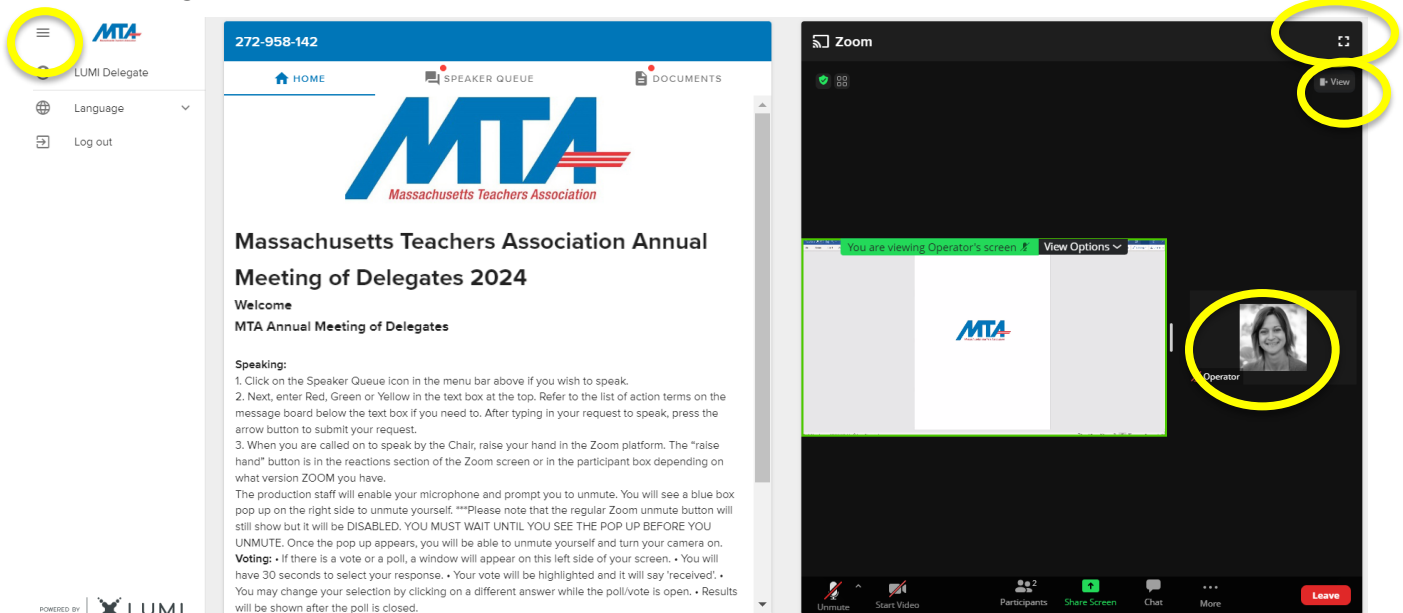 MTA
LUMI Delegate
Language
Log out
POWERED BY
LUMI
272-958-142
HOME
SPEAKER QUEUE
DOCUMENTS
MTA
Massachusetts Teachers Association
Massachusetts Teachers Association Annual
Meeting of Delegates 2024
Welcome
MTA Annual Meeting of Delegates
Speaking:
1. Click on the Speaker Queue icon in the menu bar above if you wish to speak.
2. Next, enter Red, Green or Yellow in the text box at the top. Refer to the list of action terms on the
message board below the text box if you need to. After typing in your request to speak, press the
arrow button to submit your request.
3. When you are called on to speak by the Chair, raise your hand in the Zoom platform. The “raise
hand” button is in the reactions section of the Zoom screen or in the participant box depending on
what version ZOOM you have.
The production staff will enable your microphone and prompt you to unmute. You will see a blue box
pop up on the right side to unmute yourself. ***Please note that the regular Zoom unmute button will
still show but it will be DISABLED. YOU MUST WAIT UNTIL YOU SEE THE POP UP BEFORE YOU
UNMUTE. Once the pop up appears, you will be able to unmute yourself and turn your camera on.
Voting: • If there is a vote or a poll, a window will appear on this left side of your screen. • You will
have 30 seconds to select your response. • Your vote will be highlighted and it will say 'received'. •
You may change your selection by clicking on a different answer while the poll/vote is open. • Results
will be shown after the poll is closed.
Zoom
View
You are viewing Operator's screen
View Options
MTA
Operator
Unmute
Start Video
2
Participants
Share Screen
Chat
More
Leave